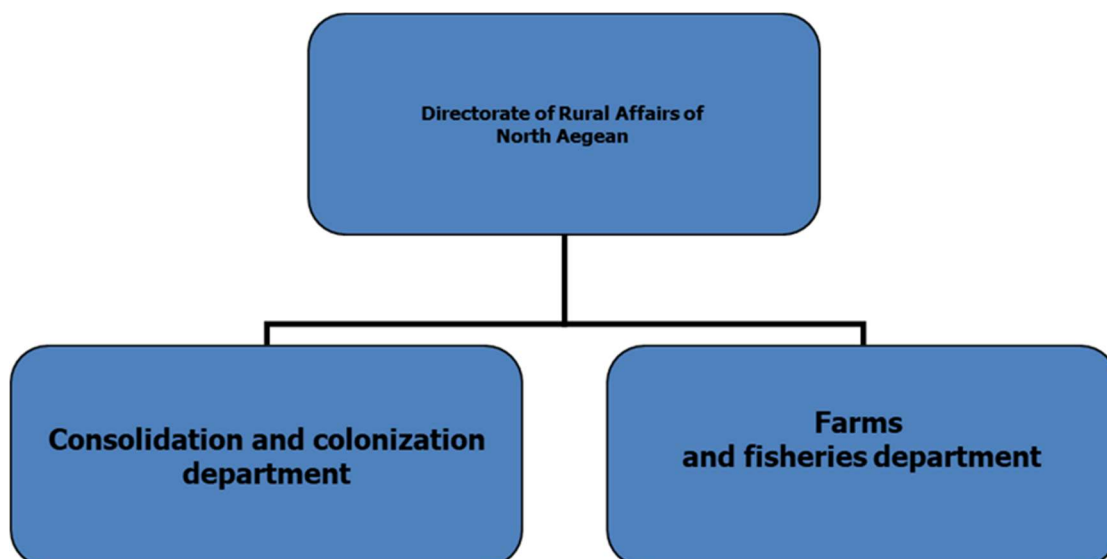 Directorate of Rural Affairs of
North Aegean
Consolidation and colonization
department
Farms
and fisheries department